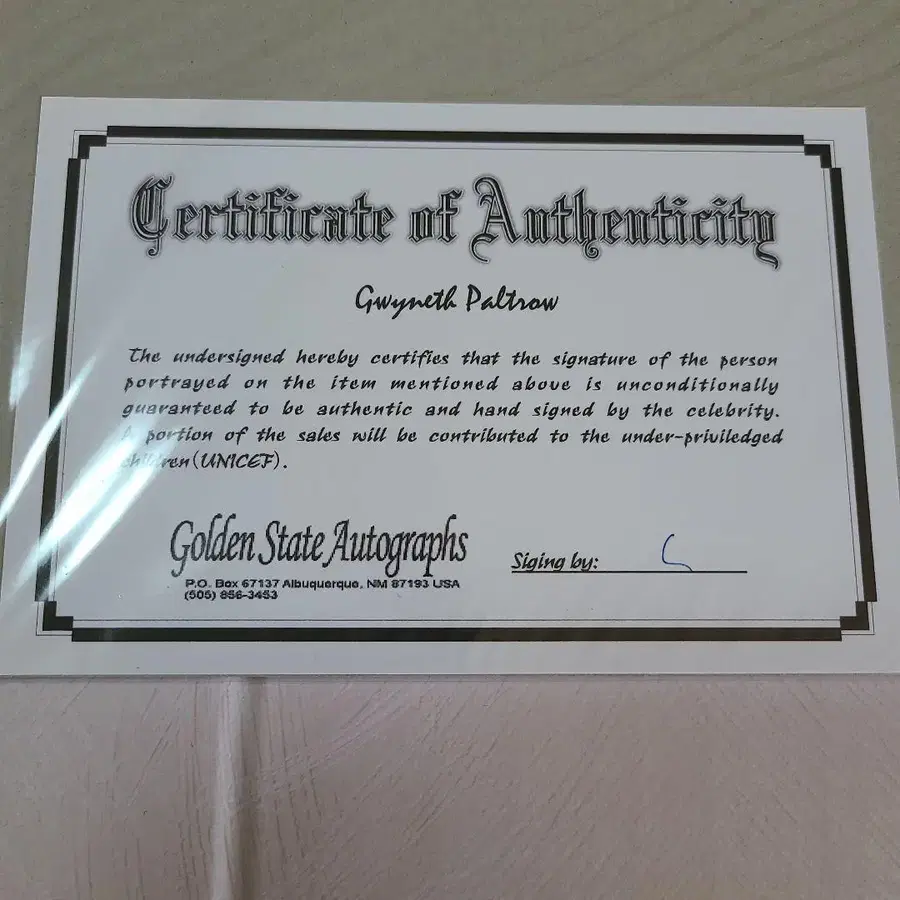 Certificate of Authenticity
Gwyneth Paltrow
The undersigned hereby certifies that the signature of the person
portrayed on the item mentioned above is unconditionally
guaranteed to be authentic and hand signed by the celebrity.
A portion of the sales will be contributed to the under-priviledged
children(UNICEF).
Golden State Autographs
P.O. Box 67137 Albuquerque, NM 87193 USA
(505) 856-3453
Siging by: